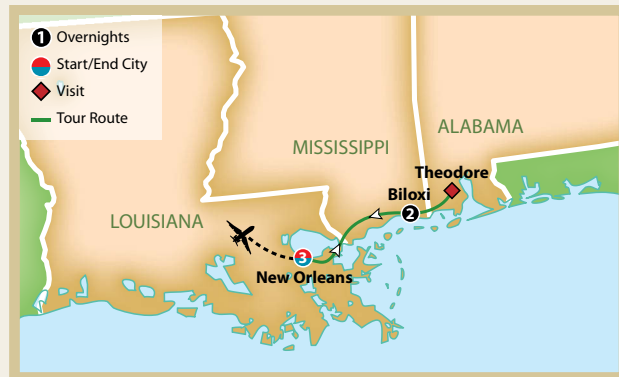 1 Overnights
Start/End City
Visit
Tour Route
MISSISSIPPI
ALABAMA
Theodore
Biloxi
2
LOUISIANA
3
New Orleans